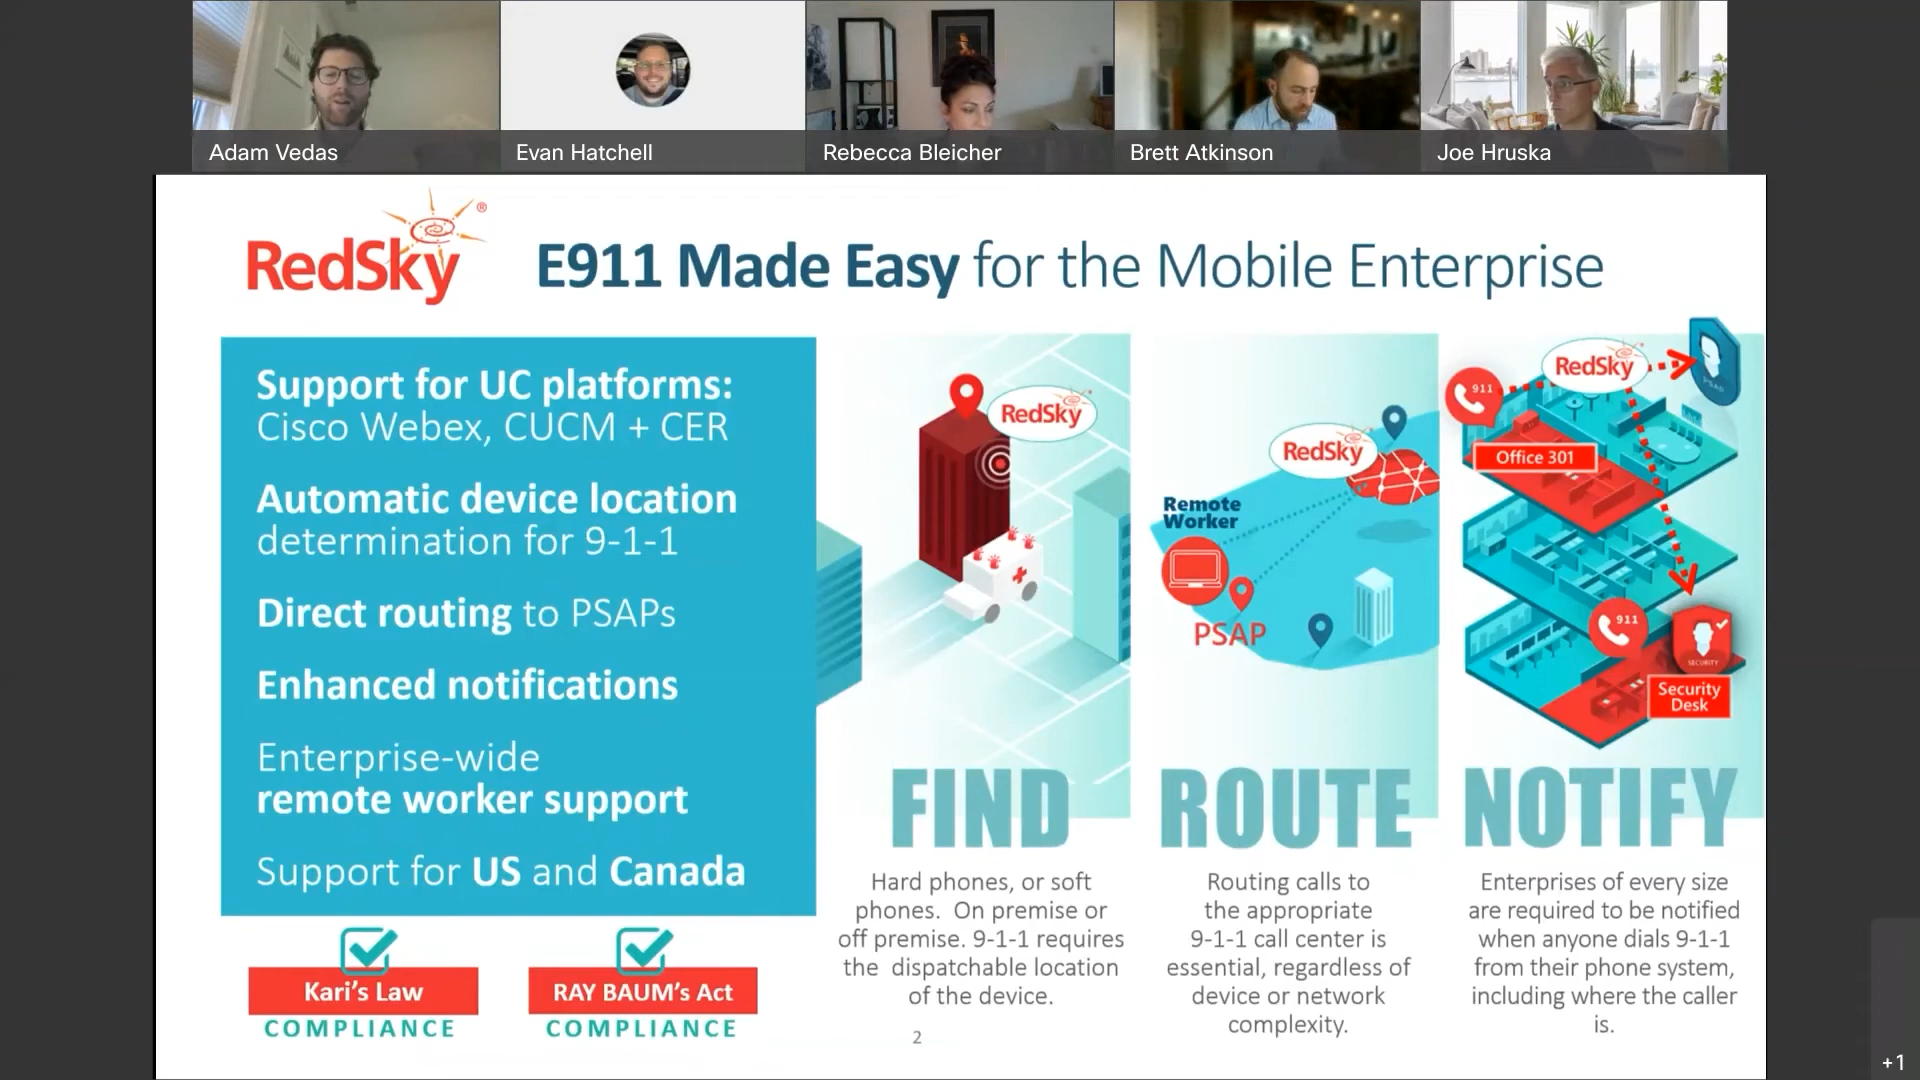 Adam Vedas
Evan Hatchell
Rebecca Bleicher
Brett Atkinson
Joe Hruska
RedSky®
E911 Made Easy for the Mobile Enterprise
Support for UC platforms:
Cisco Webex, CUCM + CER
Automatic device location
determination for 9-1-1
Direct routing to PSAPs
Enhanced notifications
Enterprise-wide
remote worker support
Support for US and Canada
Kari's Law
COMPLIANCE
RAY BAUM's Act
COMPLIANCE
RedSky
FIND
Hard phones, or soft
phones. On premise or
off premise. 9-1-1 requires
the dispatchable location
of the device.
RedSky
Remote
Worker
PSAP
ROUTE
Routing calls to
the appropriate
9-1-1 call center is
essential, regardless of
device or network
complexity.
RedSky
911
PSAP
Office 301
911
SECURITY
Security
Desk
NOTIFY
Enterprises of every size
are required to be notified
when anyone dials 9-1-1
from their phone system,
including where the caller
is.
2
+1